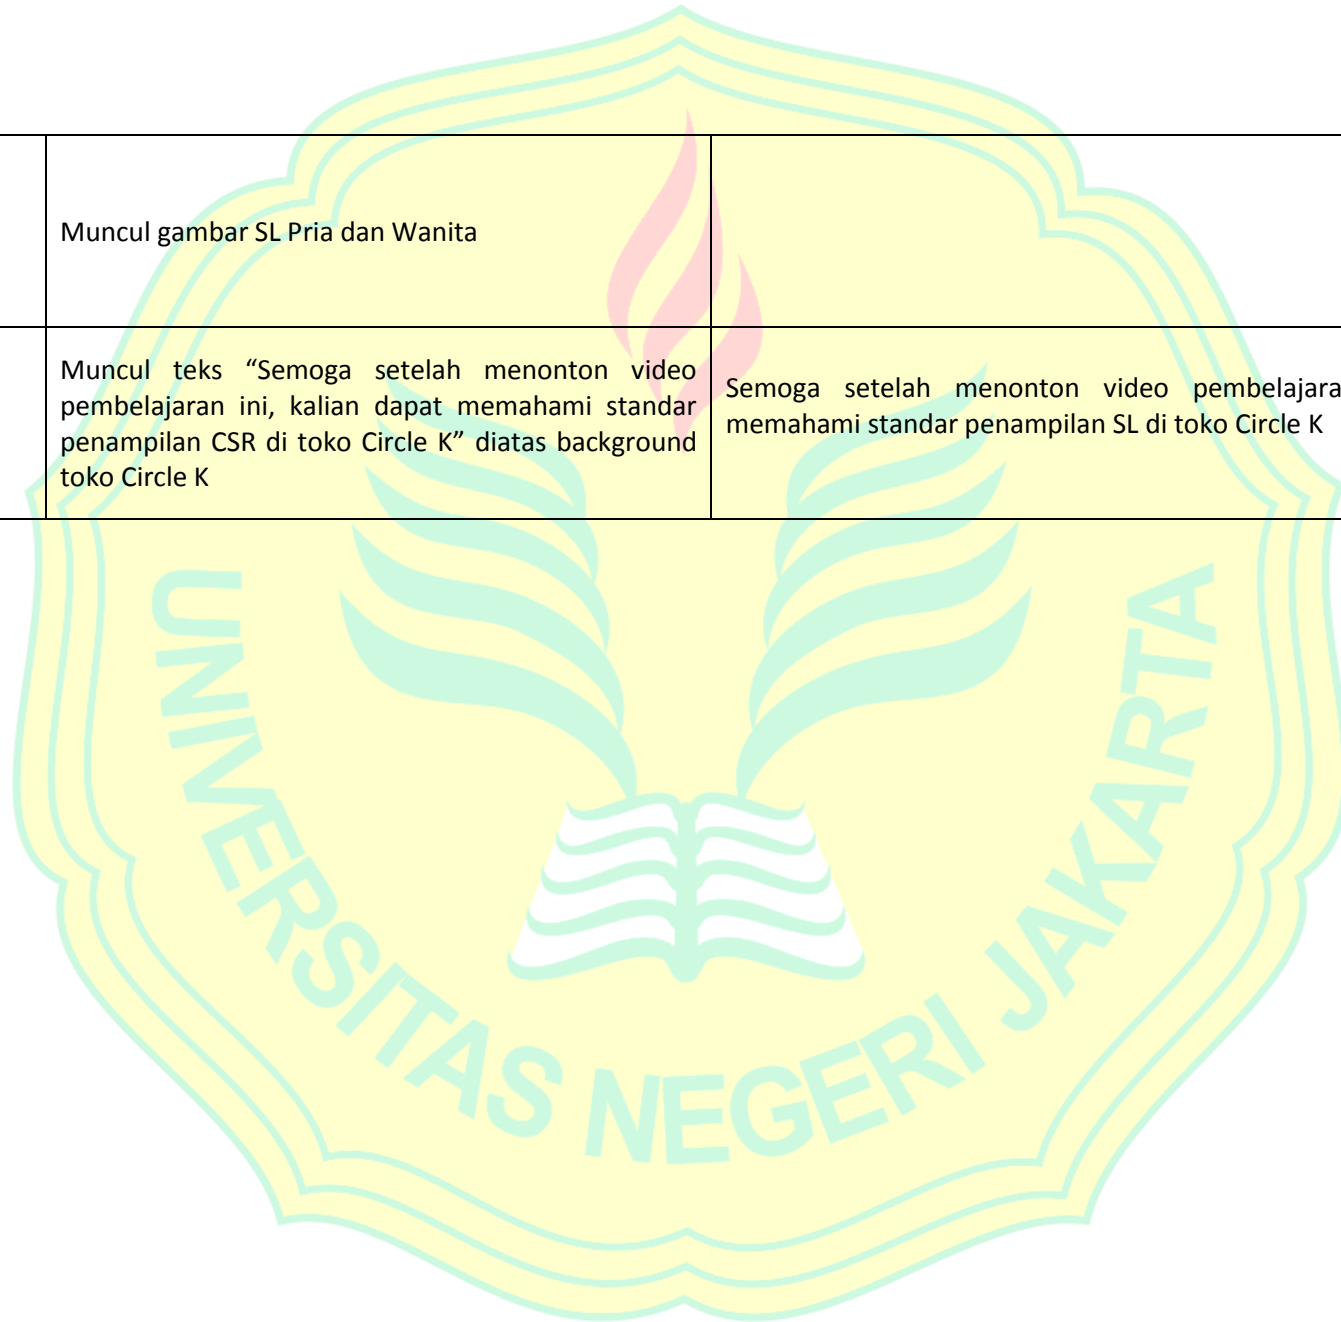 Muncul gambar SL Pria dan Wanita
Muncul teks “Semoga setelah menonton video
pembelajaran ini, kalian dapat memahami standar
penampilan CSR di toko Circle K” diatas background
toko Circle K
Semoga setelah menonton video pembelajara
memahami standar penampilan SL di toko Circle K
UNIVERSITAS NEGERI JAKARTA